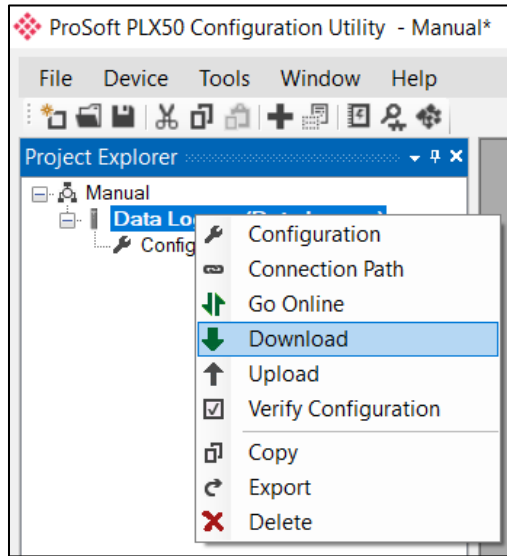 ProSoft PLX50 Configuration Utility - Manual*
File Device Tools Window Help
Project Explorer
Manual
Data Lo
Config
Configuration
Connection Path
Go Online
Download
Upload
Verify Configuration
Copy
Export
Delete